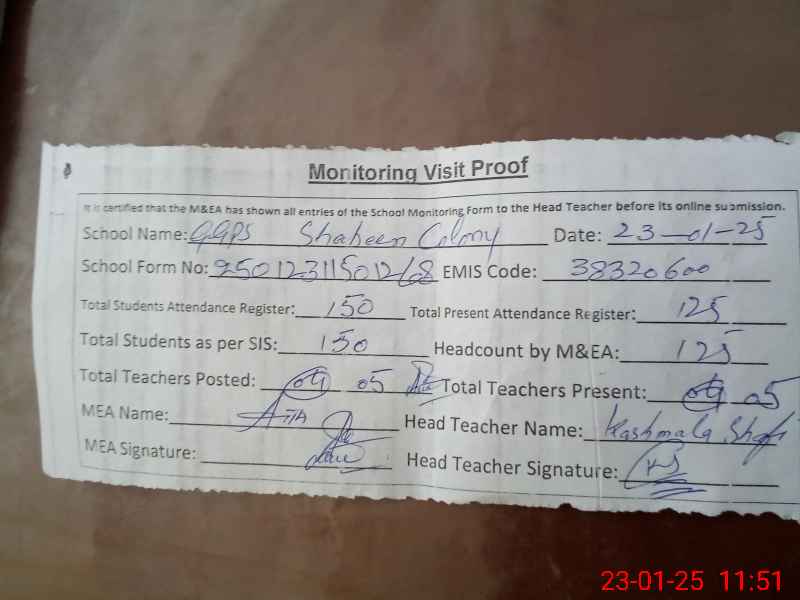 Monitoring Visit Proof
It is certified that the M&EA has shown all entries of the School Monitoring Form to the Head Teacher before its online submission.
School Name: GGPS Shaheen Colony Date: 23-01-25
School Form No: EMIS Code: 38320600
Total Students Attendance Register: 150 Total Present Attendance Register: 125
Total Students as per SIS: 150 Headcount by M&EA: 125
Total Teachers Posted: 04 05 Total Teachers Present: 04 05
MEA Name: Head Teacher Name: Kashmala
MEA Signature: Head Teacher Signature:
23-01-25 11:51